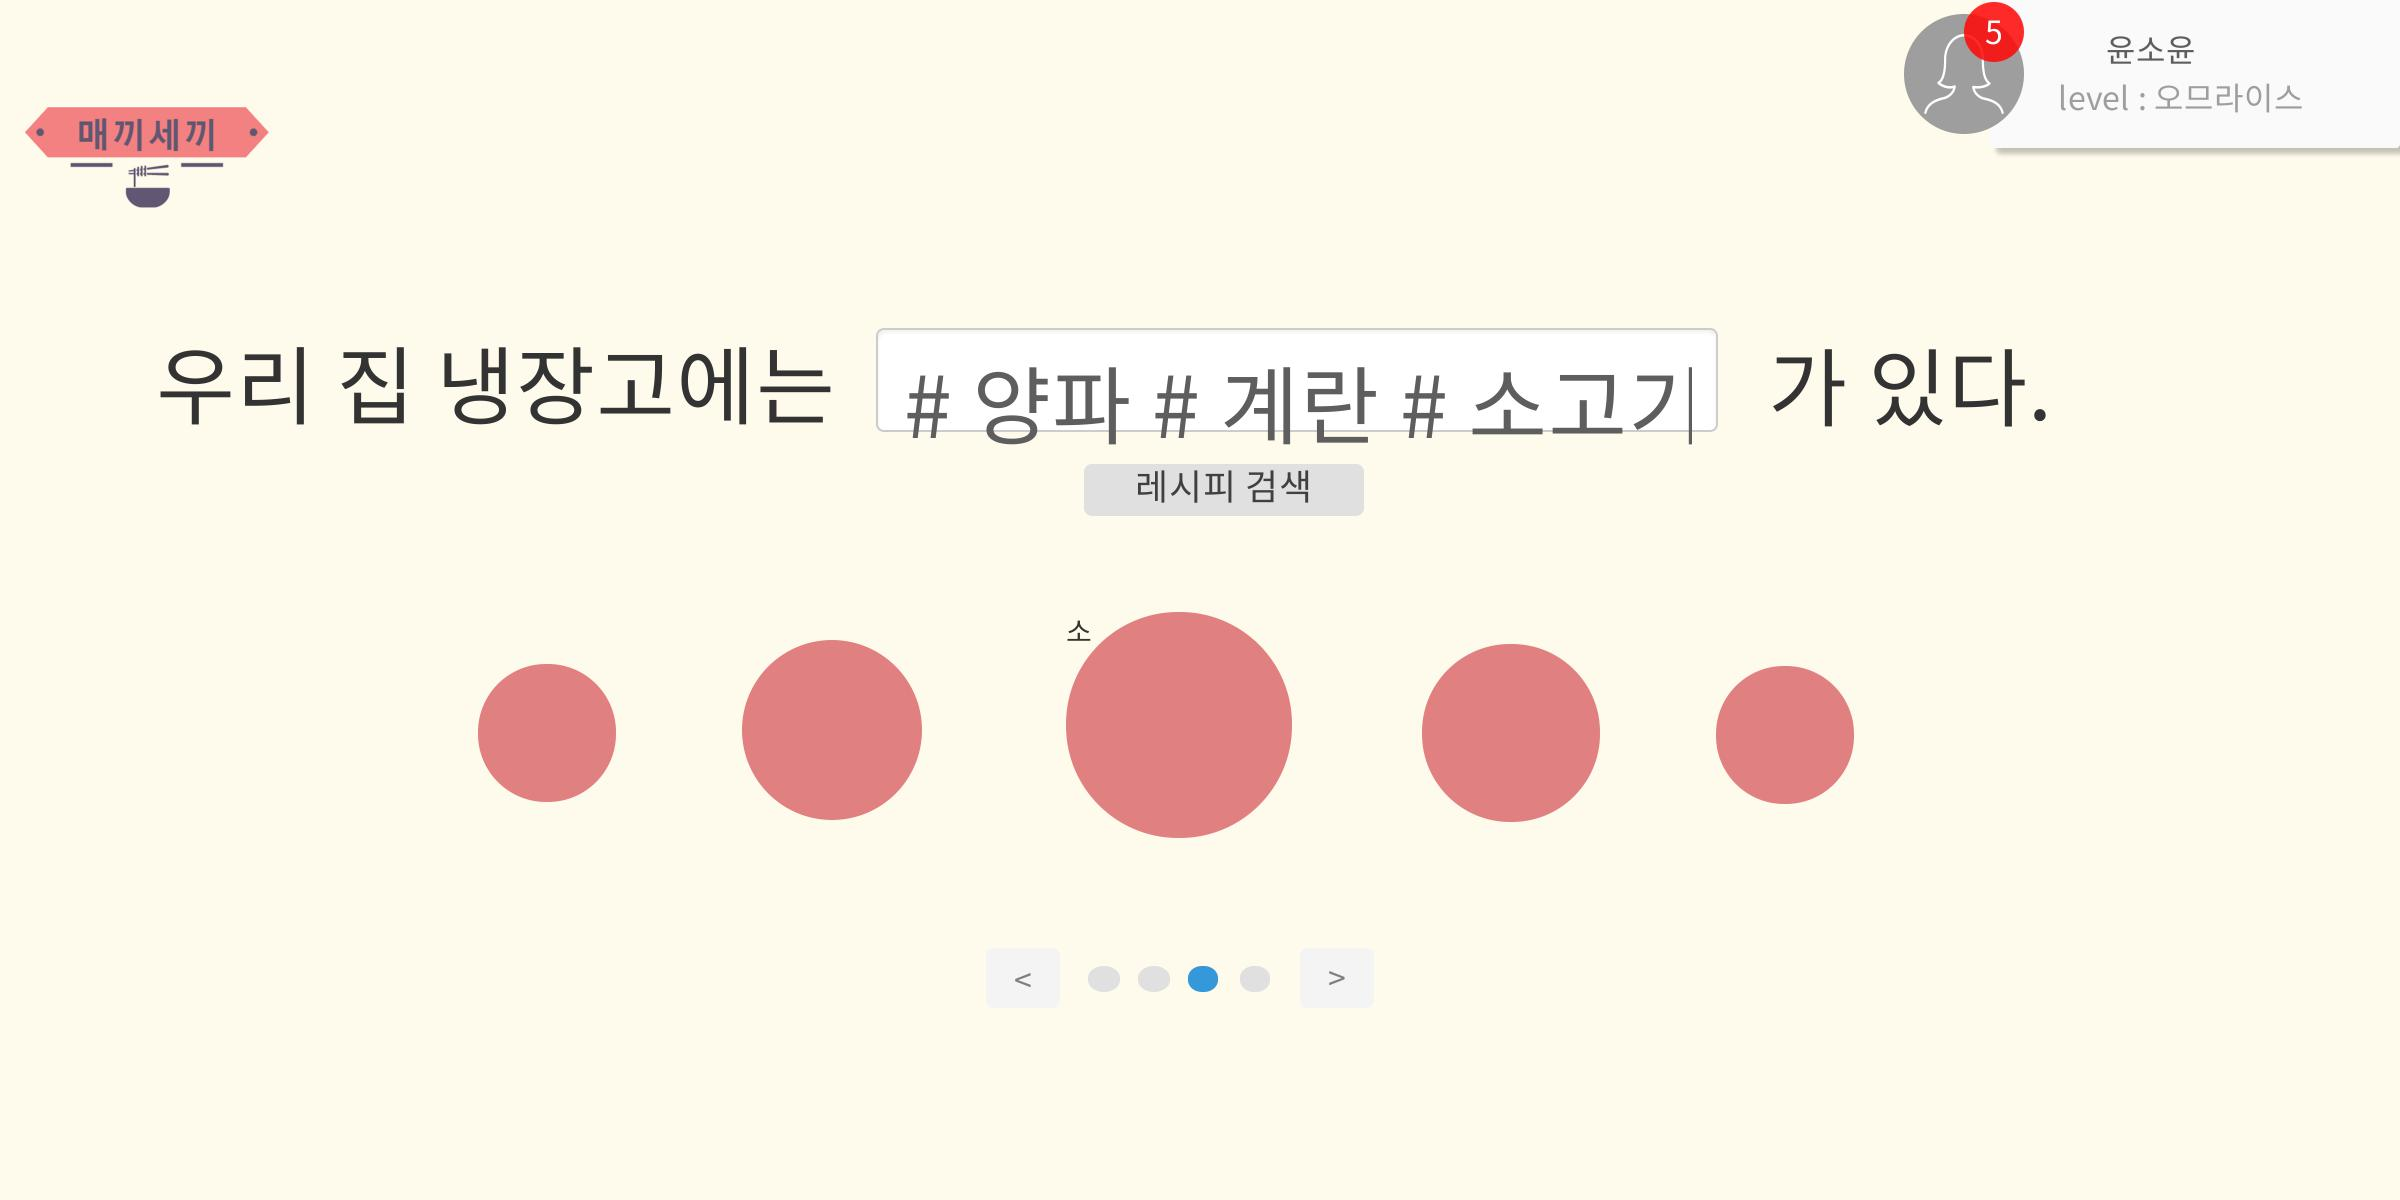 5
윤소윤
level : 오므라이스
매끼세끼
우리 집 냉장고에는 # 양파 # 계란 # 소고기 가 있다.
레시피 검색
소
< >